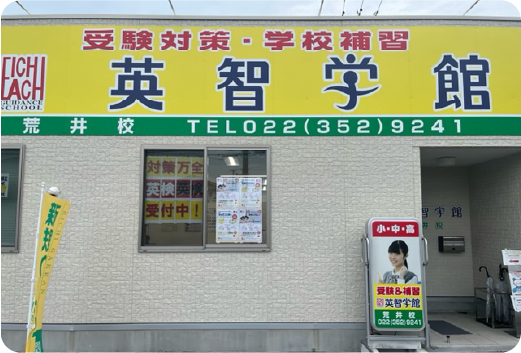 受験対策・学校補習
EICHI
EACH
GUIDANCE
SCHOOL
英智学館
荒井校 TEL022(352)9241
対策万全
英検
受付中！
智学館
小・中・高
受験&補習
英智学館
荒井校
022(352)9241